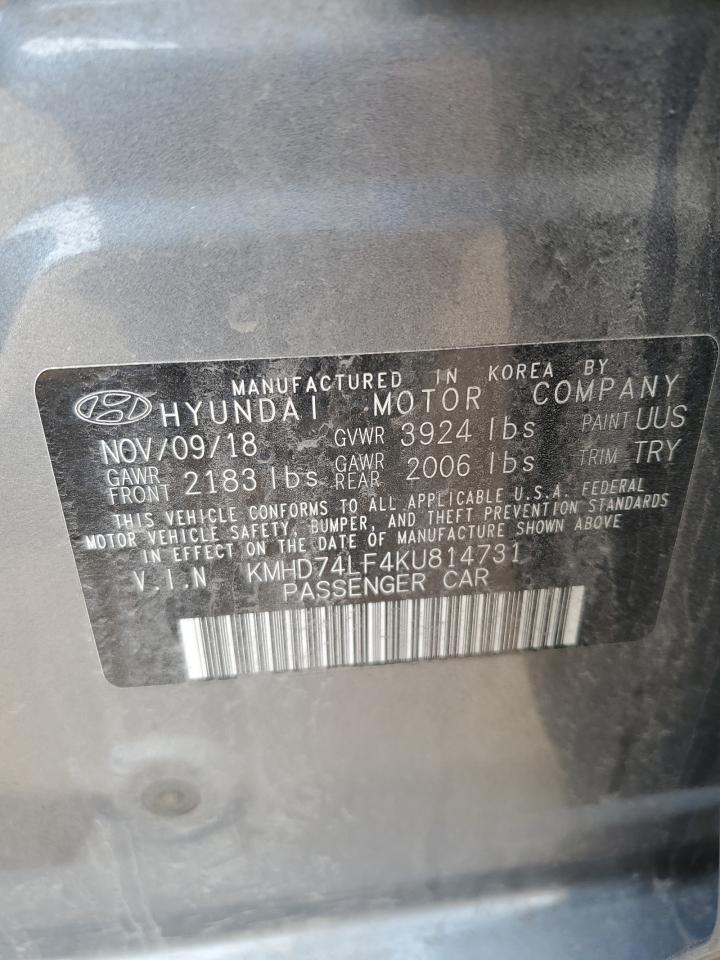 MANUFACTURED IN KOREA BY
HYUNDAI MOTOR COMPANY
NOV/09/18 GVWR 3924 lbs PAINT UUS
GAWR FRONT 2183 lbs GAWR REAR 2006 lbs TRIM TRY
THIS VEHICLE CONFORMS TO ALL APPLICABLE U.S.A. FEDERAL
MOTOR VEHICLE SAFETY, BUMPER, AND THEFT PREVENTION STANDARDS
IN EFFECT ON THE DATE OF MANUFACTURE SHOWN ABOVE
V.I.N KMHD74LF4KU814731
PASSENGER CAR